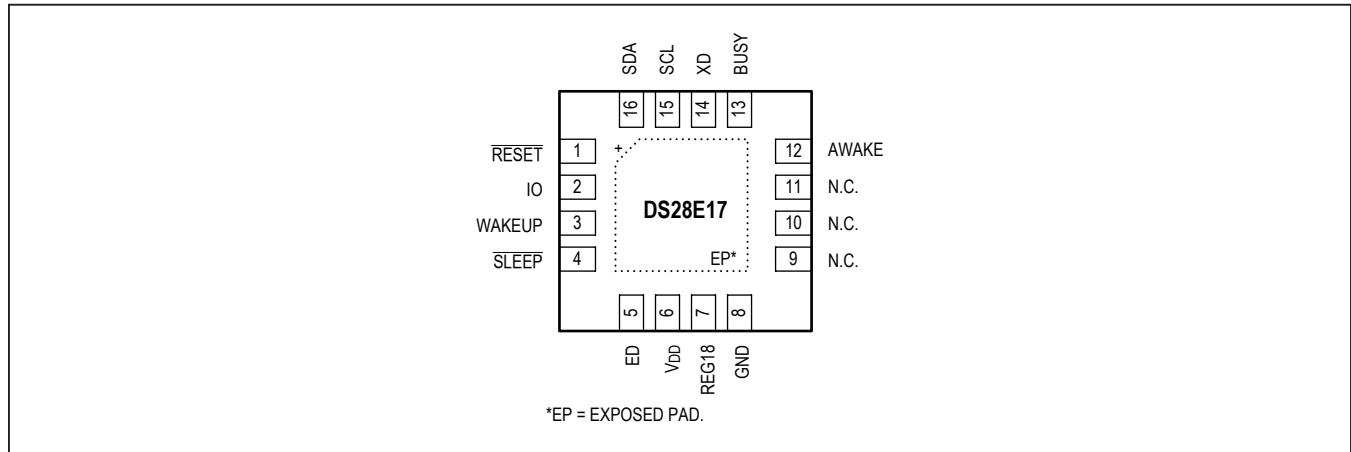 SDA
SCL
XD
BUSY
16
15
14
13
RESET 1
IO 2
WAKEUP 3
SLEEP 4
+
DS28E17
EP*
12 AWAKE
11 N.C.
10 N.C.
9 N.C.
5
6
7
8
ED
VDD
REG18
GND
*EP = EXPOSED PAD.